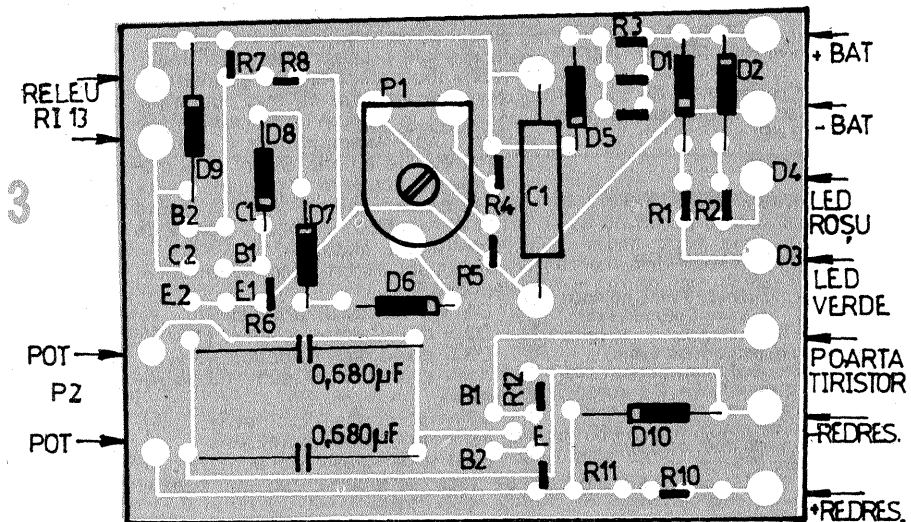 R3
R7
R8
D1
D2
+ BAT
P1
RELEU
RI 13
- BAT
D8
D5
D9
3
D4
B2
C1
D7
R4
C1
R1
R2
LED
ROȘU
C2
B1
R5
D3
E2
E1
D6
LED
VERDE
R6
POT
P2
POT
0,680µF
0,680µF
B1
R12
E
B2
POARTA
TIRISTOR
D10
-REDRES.
R11
R10
+REDRES.